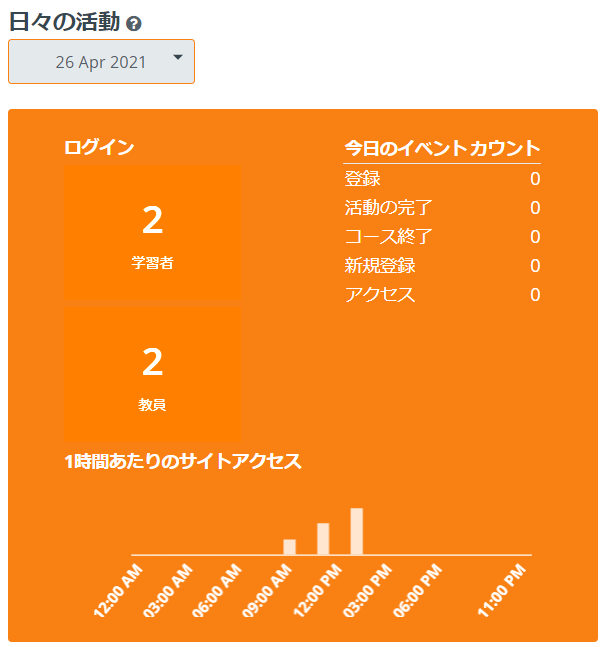 日々の活動
26 Apr 2021
ログイン
2
学習者
2
教員
今日のイベント カウント
登録 0
活動の完了 0
コース終了 0
新規登録 0
アクセス 0
1時間あたりのサイトアクセス
12:00 AM
03:00 AM
06:00 AM
09:00 AM
12:00 PM
03:00 PM
06:00 PM
11:00 PM